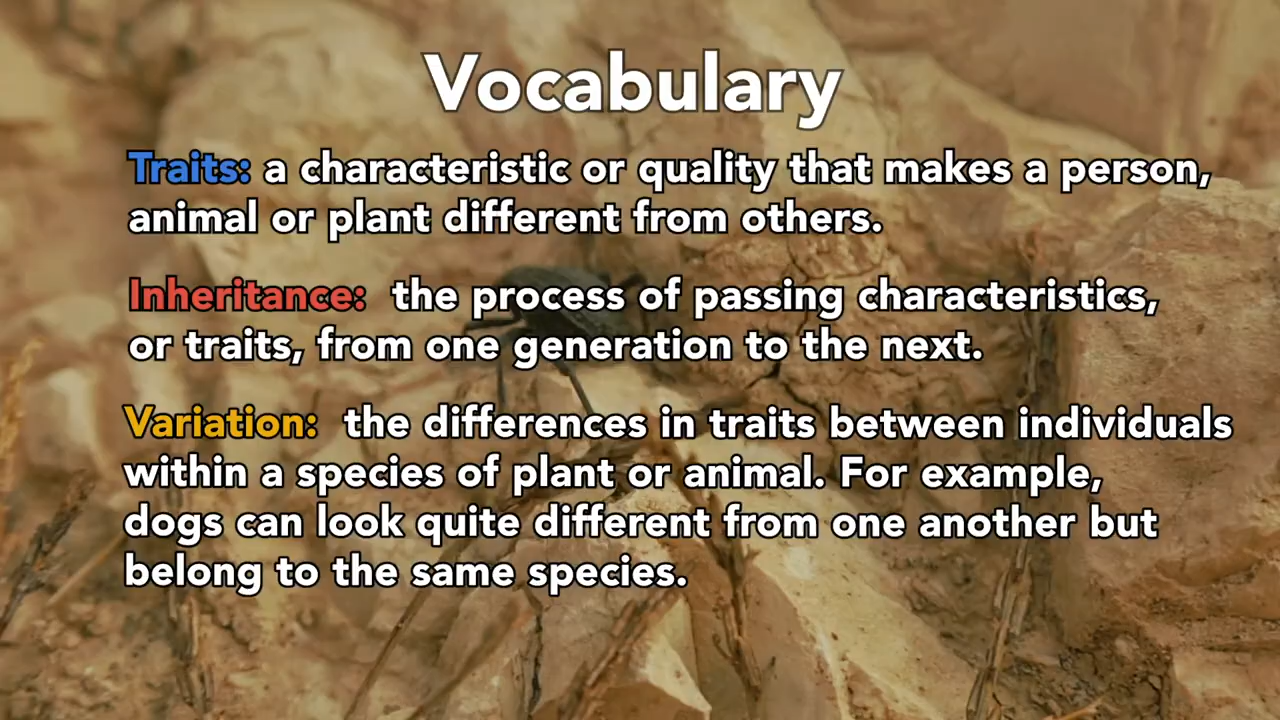 Vocabulary
Traits: a characteristic or quality that makes a person,
animal or plant different from others.
Inheritance: the process of passing characteristics,
or traits, from one generation to the next.
Variation: the differences in traits between individuals
within a species of plant or animal. For example,
dogs can look quite different from one another but
belong to the same species.